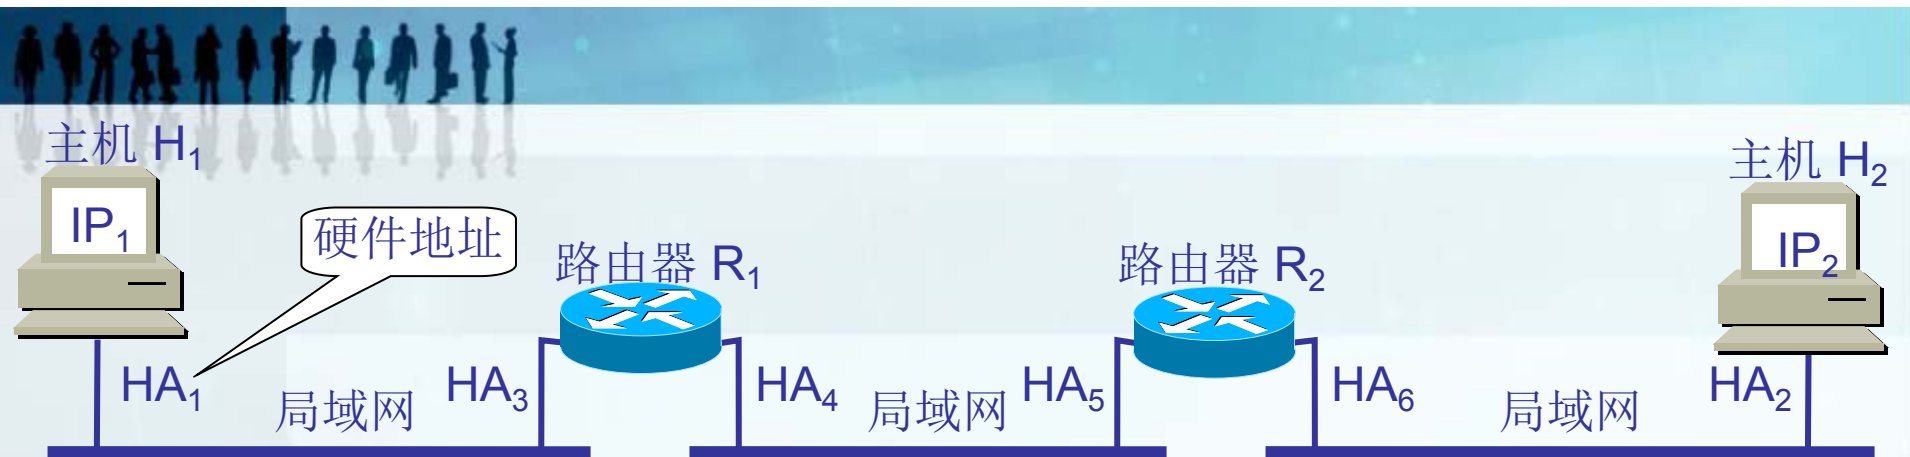 主机 H₁
主机 H₂
IP₁
硬件地址
路由器 R₁
路由器 R₂
IP₂
HA₁
局域网
HA₃
HA₄
局域网
HA₅
HA₆
局域网
HA₂